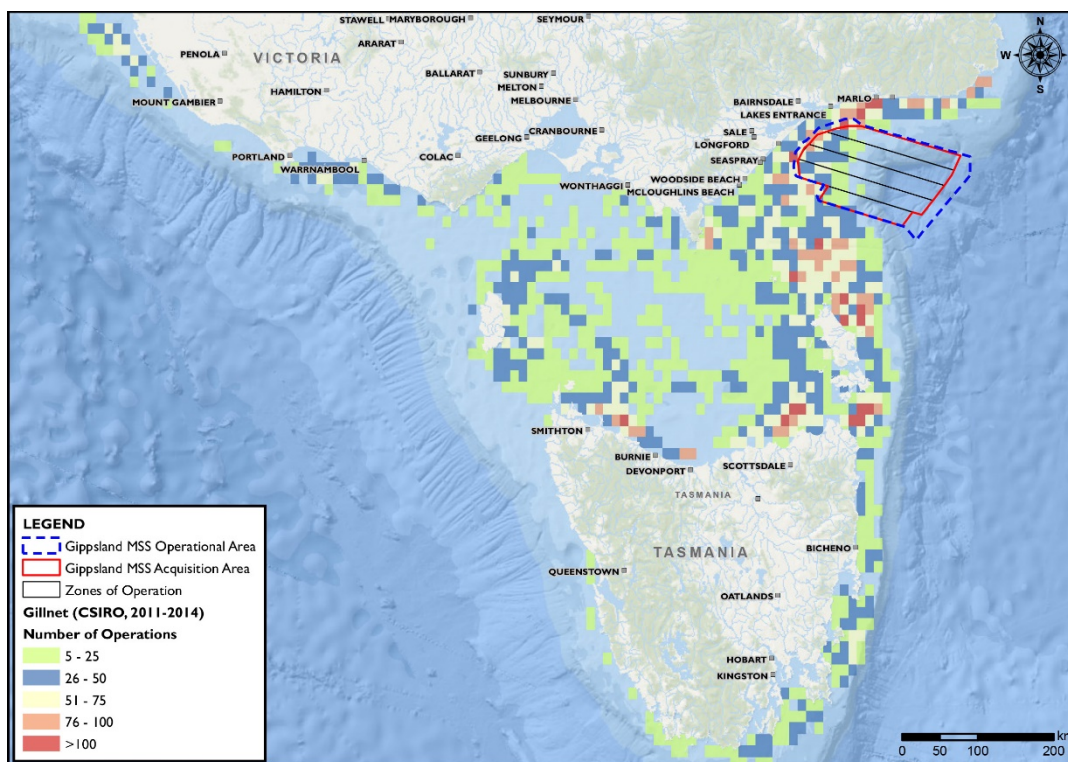 STAWELL
MARYBOROUGH
SEYMOUR
N
ARARAT
PENOLA
VICTORIA
W
E
BALLARAT
SUNBURY
S
HAMILTON
MELTON
MOUNT GAMBIER
MELBOURNE
BAIRNSDALE
MARLO
LAKES ENTRANCE
CRANBOURNE
SALE
GEELONG
LONGFORD
PORTLAND
COLAC
SEASPRAY
WARRNAMBOOL
WOODSIDE BEACH
WONTHAGGI
MCLOUGHLINS BEACH
SMITHTON
BURNIE
SCOTTSDALE
DEVONPORT
TASMANIA
TASMANIA
BICHENO
QUEENSTOWN
OATLANDS
HOBART
KINGSTON
LEGEND
Gippsland MSS Operational Area
Gippsland MSS Acquisition Area
Zones of Operation
Gillnet (CSIRO, 2011-2014)
Number of Operations
5 - 25
26 - 50
51 - 75
76 - 100
>100
km
0 50 100 200